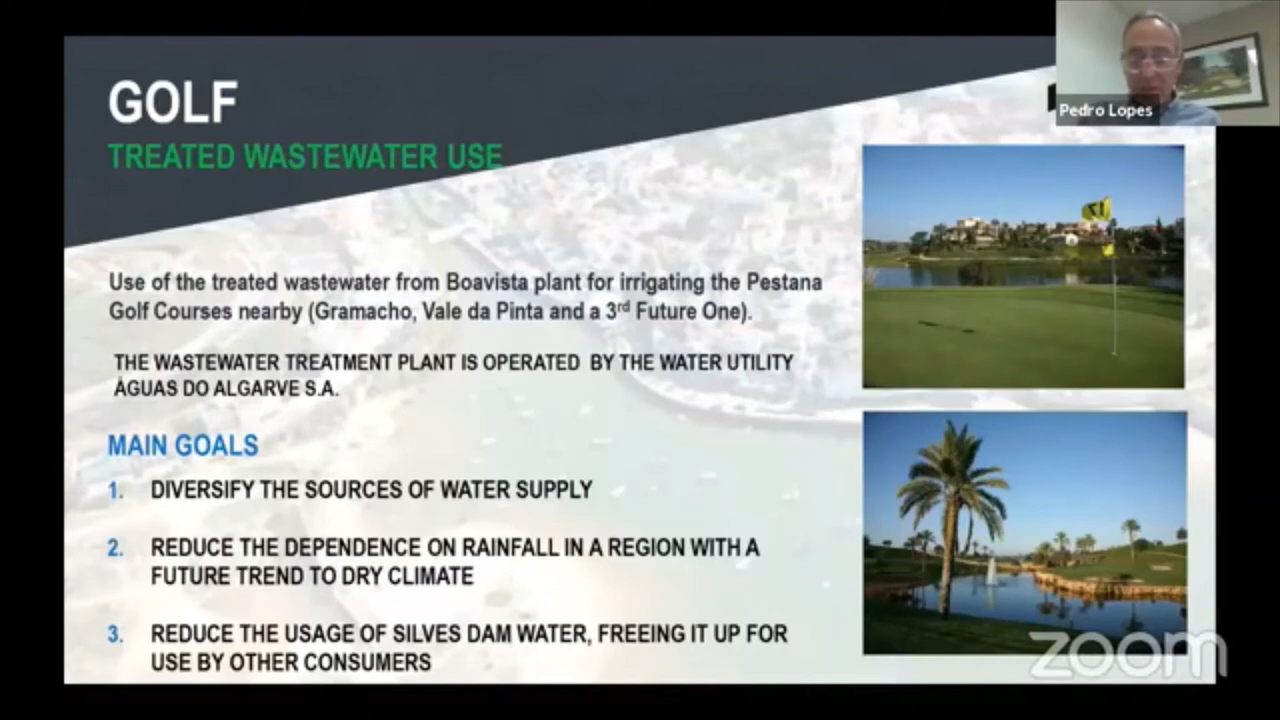 GOLF
TREATED WASTEWATER USE
Pedro Lopes
17
Use of the treated wastewater from Boavista plant for irrigating the Pestana
Golf Courses nearby (Gramacho, Vale da Pinta and a 3rd Future One).
THE WASTEWATER TREATMENT PLANT IS OPERATED BY THE WATER UTILITY
ÁGUAS DO ALGARVE S.A.
MAIN GOALS
1. DIVERSIFY THE SOURCES OF WATER SUPPLY
2. REDUCE THE DEPENDENCE ON RAINFALL IN A REGION WITH A
FUTURE TREND TO DRY CLIMATE
3. REDUCE THE USAGE OF SILVES DAM WATER, FREEING IT UP FOR
USE BY OTHER CONSUMERS
zoom